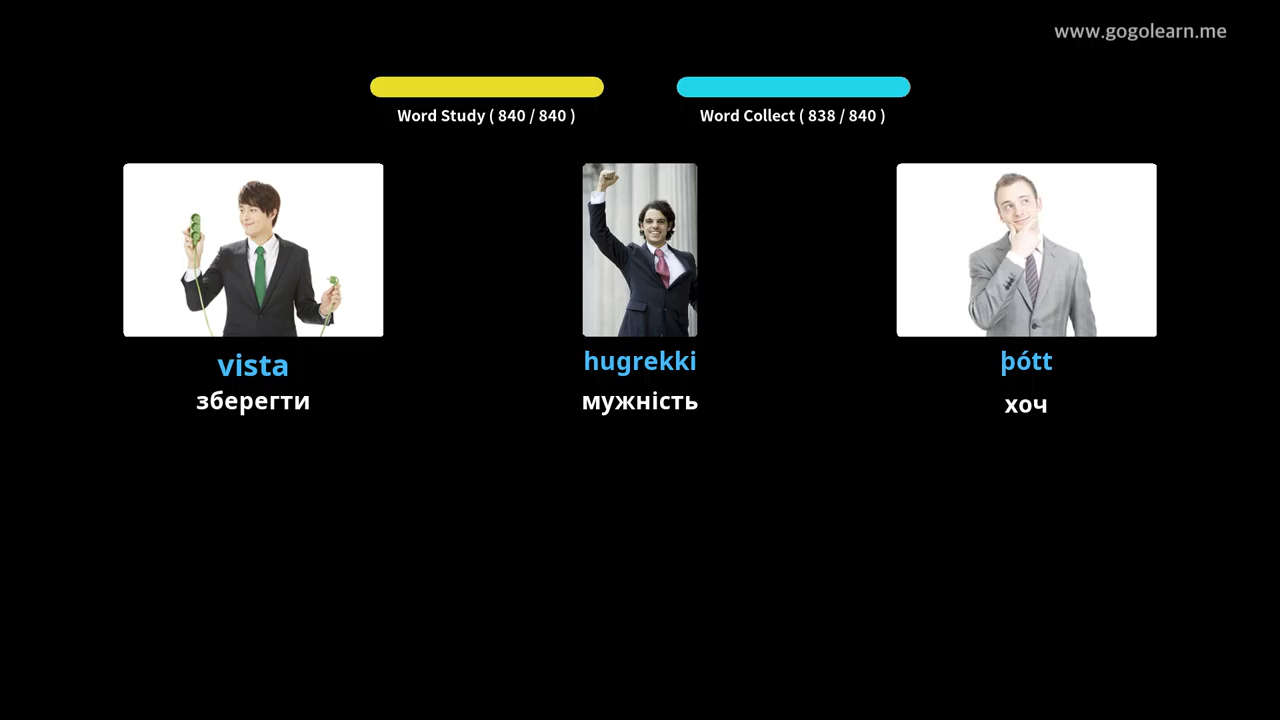 www.gogolearn.me
Word Study ( 840 / 840 )
Word Collect ( 838 / 840 )
vista
hugrekki
þótt
зберегти
мужність
хоч